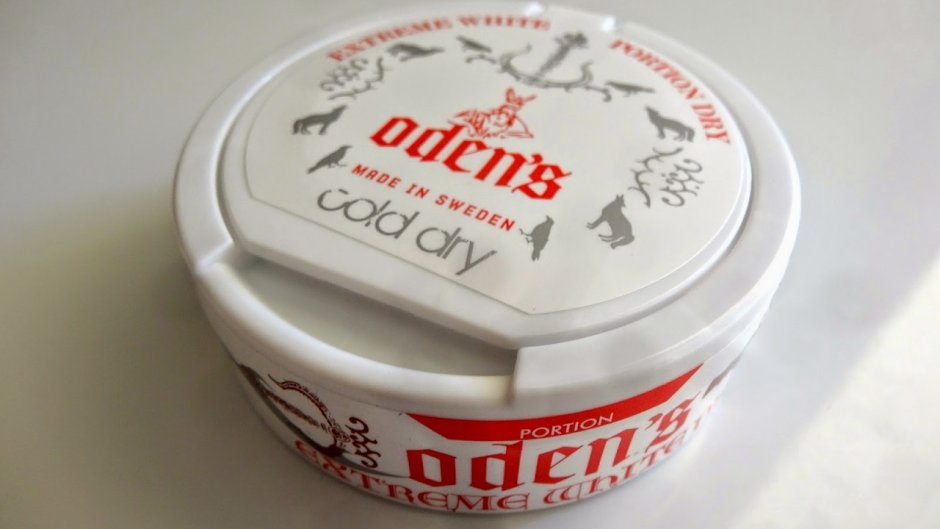 EXTREME WHITE PORTION DRY
oden's
MADE IN SWEDEN
cold dry
PORTION
oden's
EXTREME WHITE